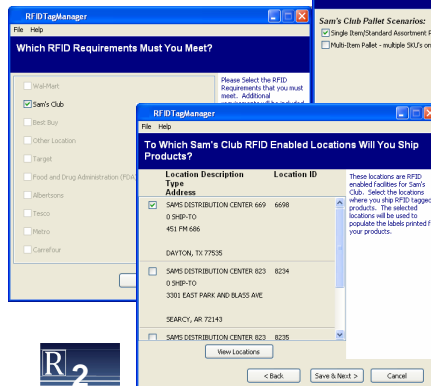 RFIDTagManager
File Help
Which RFID Requirements Must You Meet?
Wal-Mart
Sam's Club
Best Buy
Other Location
Target
Food and Drug Administration (FDA)
Albertsons
Tesco
Metro
Carrefour
Please Select the RFID
Requirements that you must
meet. Additional
Sam's Club Pallet Scenarios:
Single Item/Standard Assortment P
Multi-Item Pallet - multiple SKU's on
RFIDTagManager
File Help
To Which Sam's Club RFID Enabled Locations Will You Ship
Products?
Location Description Location ID
Type
Address
SAMS DISTRIBUTION CENTER 669 6698
0 SHIP-TO
451 FM 686
DAYTON, TX 77535
SAMS DISTRIBUTION CENTER 823 8234
0 SHIP-TO
3301 EAST PARK AND BLASS AVE
SEARCY, AR 72143
SAMS DISTRIBUTION CENTER 823 8235
These locations are RFID
enabled facilities for Sam's
Club. Select the locations
where you ship RFID tagged
products. The selected
locations will be used to
populate the labels printed f
your products.
View Locations
< Back Save & Next > Cancel
R2